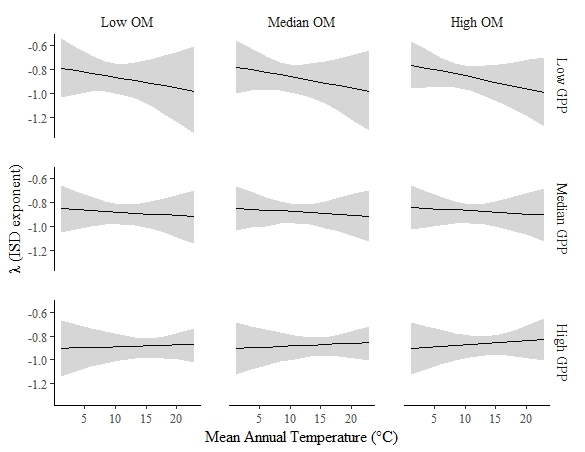 Low OM Median OM High OM
-0.6
-0.8
-1.0
-1.2
Low GPP
-0.6
-0.8
-1.0
-1.2
Median GPP
-0.6
-0.8
-1.0
-1.2
High GPP
λ (ISD exponent)
5 10 15 20 5 10 15 20 5 10 15 20
Mean Annual Temperature (°C)